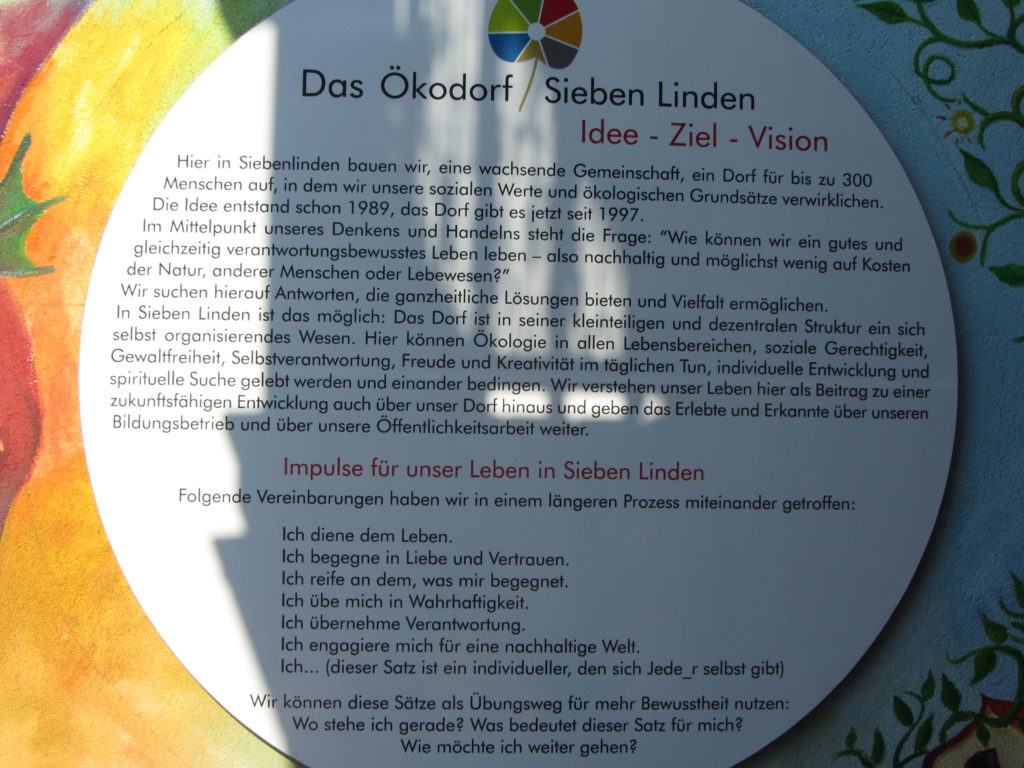 Das Ökodorf Sieben Linden
Idee - Ziel - Vision
Hier in Siebenlinden bauen wir, eine wachsende Gemeinschaft, ein Dorf für bis zu 300
Menschen auf, in dem wir unsere sozialen Werte und ökologischen Grundsätze verwirklichen.
Die Idee entstand schon 1989, das Dorf gibt es jetzt seit 1997.
Im Mittelpunkt unseres Denkens und Handelns steht die Frage: "Wie können wir ein gutes und
gleichzeitig verantwortungsbewusstes Leben leben – also nachhaltig und möglichst wenig auf Kosten
der Natur, anderer Menschen oder Lebewesen?"
Wir suchen hierauf Antworten, die ganzheitliche Lösungen bieten und Vielfalt ermöglichen.
In Sieben Linden ist das möglich: Das Dorf ist in seiner kleinteiligen und dezentralen Struktur ein sich
selbst organisierendes Wesen. Hier können Ökologie in allen Lebensbereichen, soziale Gerechtigkeit,
Gewaltfreiheit, Selbstverantwortung, Freude und Kreativität im täglichen Tun, individuelle Entwicklung und
spirituelle Suche gelebt werden und einander bedingen. Wir verstehen unser Leben hier als Beitrag zu einer
zukunftsfähigen Entwicklung auch über unser Dorf hinaus und geben das Erlebte und Erkannte über unseren
Bildungsbetrieb und über unsere Öffentlichkeitsarbeit weiter.
Impulse für unser Leben in Sieben Linden
Folgende Vereinbarungen haben wir in einem längeren Prozess miteinander getroffen:
Ich diene dem Leben.
Ich begegne in Liebe und Vertrauen.
Ich reife an dem, was mir begegnet.
Ich übe mich in Wahrhaftigkeit.
Ich übernehme Verantwortung.
Ich engagiere mich für eine nachhaltige Welt.
Ich... (dieser Satz ist ein individueller, den sich Jede_r selbst gibt)
Wir können diese Sätze als Übungsweg für mehr Bewusstheit nutzen:
Wo stehe ich gerade? Was bedeutet dieser Satz für mich?
Wie möchte ich weiter gehen?